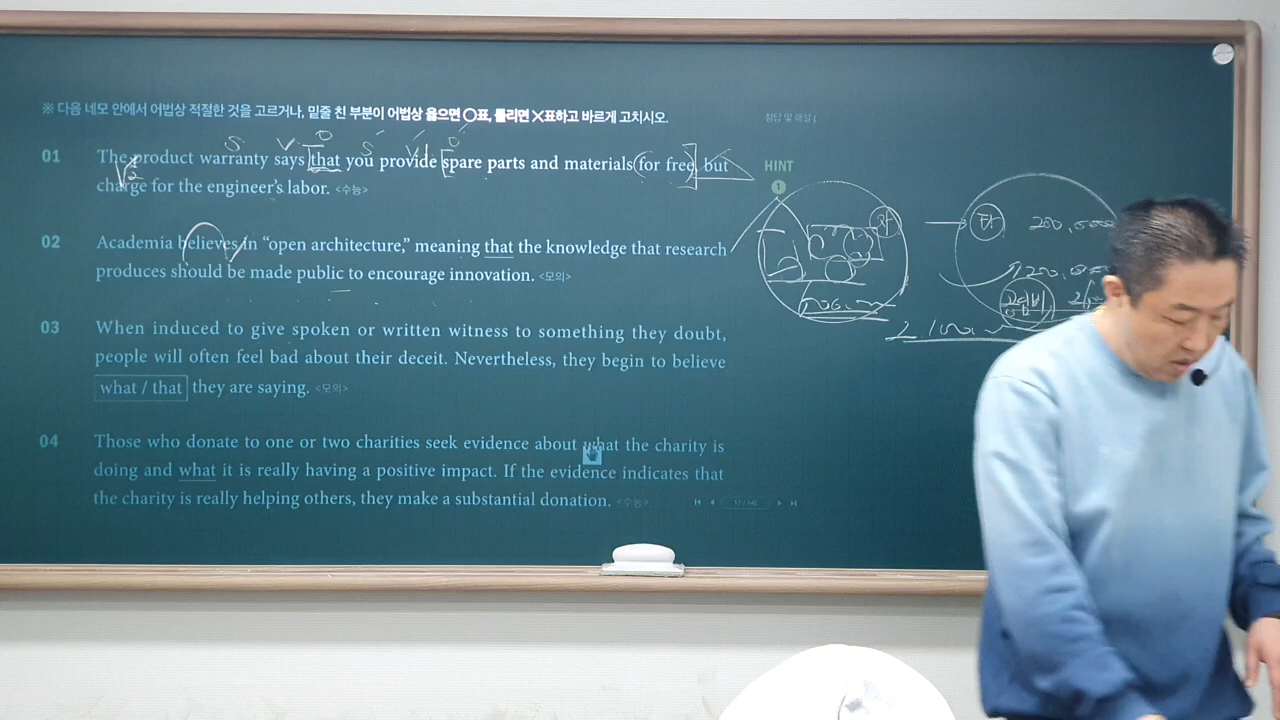 ※ 다음 네모 안에서 어법상 적절한 것을 고르거나, 밑줄 친 부분이 어법상 옳으면 ○표, 틀리면 ✕표하고 바르게 고치시오.
정답 및 해설 1
S V O S' V' O'
01 The product warranty says that you provide spare parts and materials for free, but
V2
charge for the engineer's labor. <수능>
HINT
1
02 Academia believes in "open architecture," meaning that the knowledge that research
produces should be made public to encourage innovation. <모의>
03 When induced to give spoken or written witness to something they doubt,
people will often feel bad about their deceit. Nevertheless, they begin to believe
what / that they are saying. <모의>
04 Those who donate to one or two charities seek evidence about what the charity is
doing and what it is really having a positive impact. If the evidence indicates that
the charity is really helping others, they make a substantial donation. <수능>